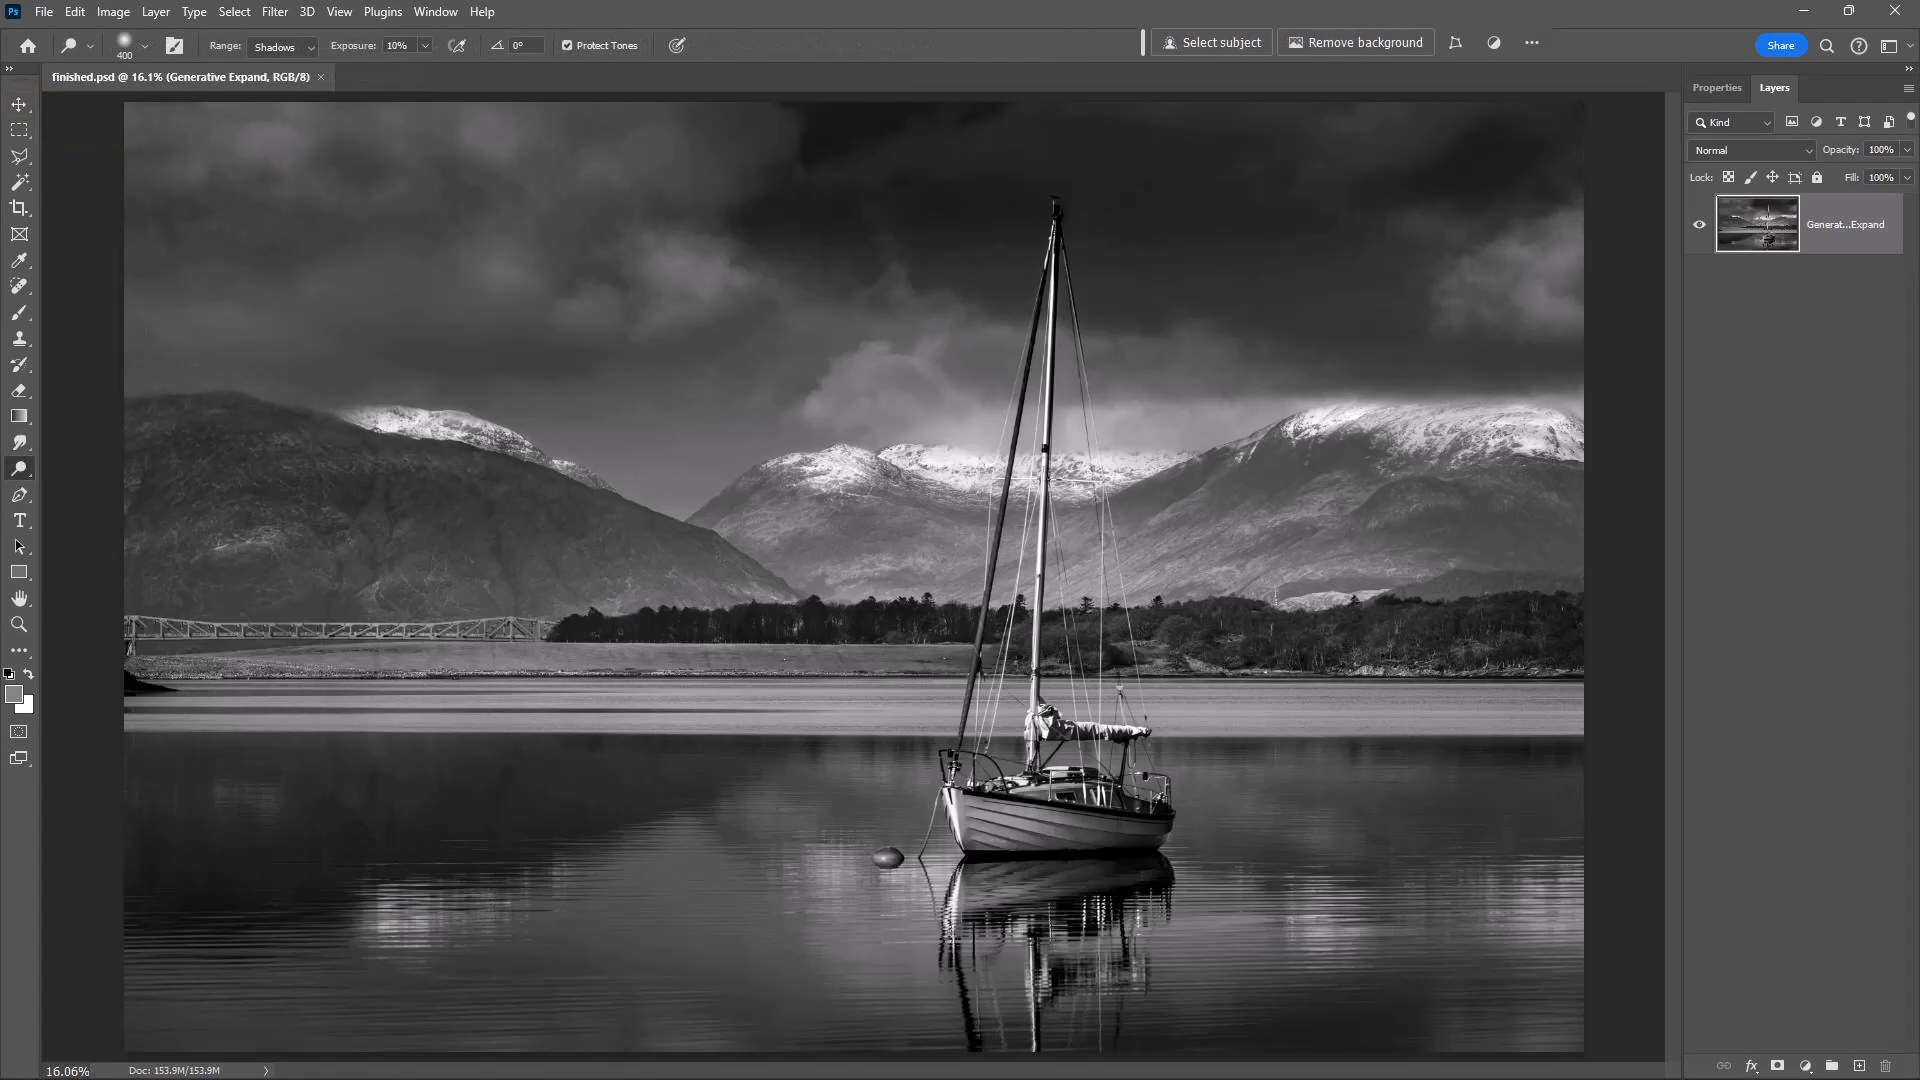 Ps File Edit Image Layer Type Select Filter 3D View Plugins Window Help
400 Range: Shadows Exposure: 10% 0° Protect Tones Select subject Remove background Share
finished.psd @ 16.1% (Generative Expand, RGB/8) ×
Properties Layers
Kind
Normal Opacity: 100%
Lock: Fill: 100%
Generat...Expand
16.06% Doc: 153.9M/153.9M